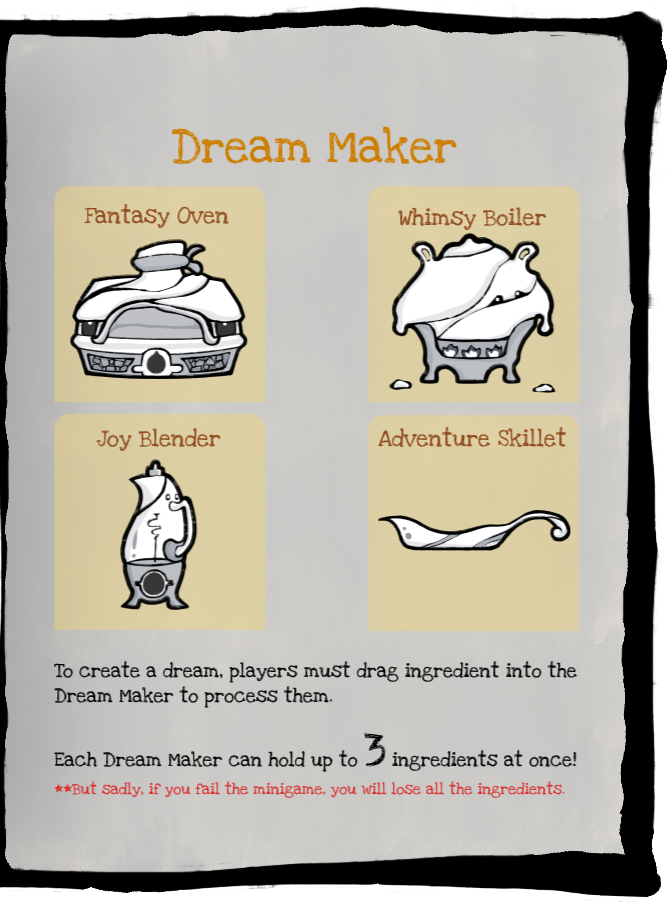 Dream Maker
Fantasy Oven
Whimsy Boiler
Joy Blender
Adventure Skillet
To create a dream, players must drag ingredient into the
Dream Maker to process them.
Each Dream Maker can hold up to 3 ingredients at once!
**But sadly, if you fail the minigame, you will lose all the ingredients.